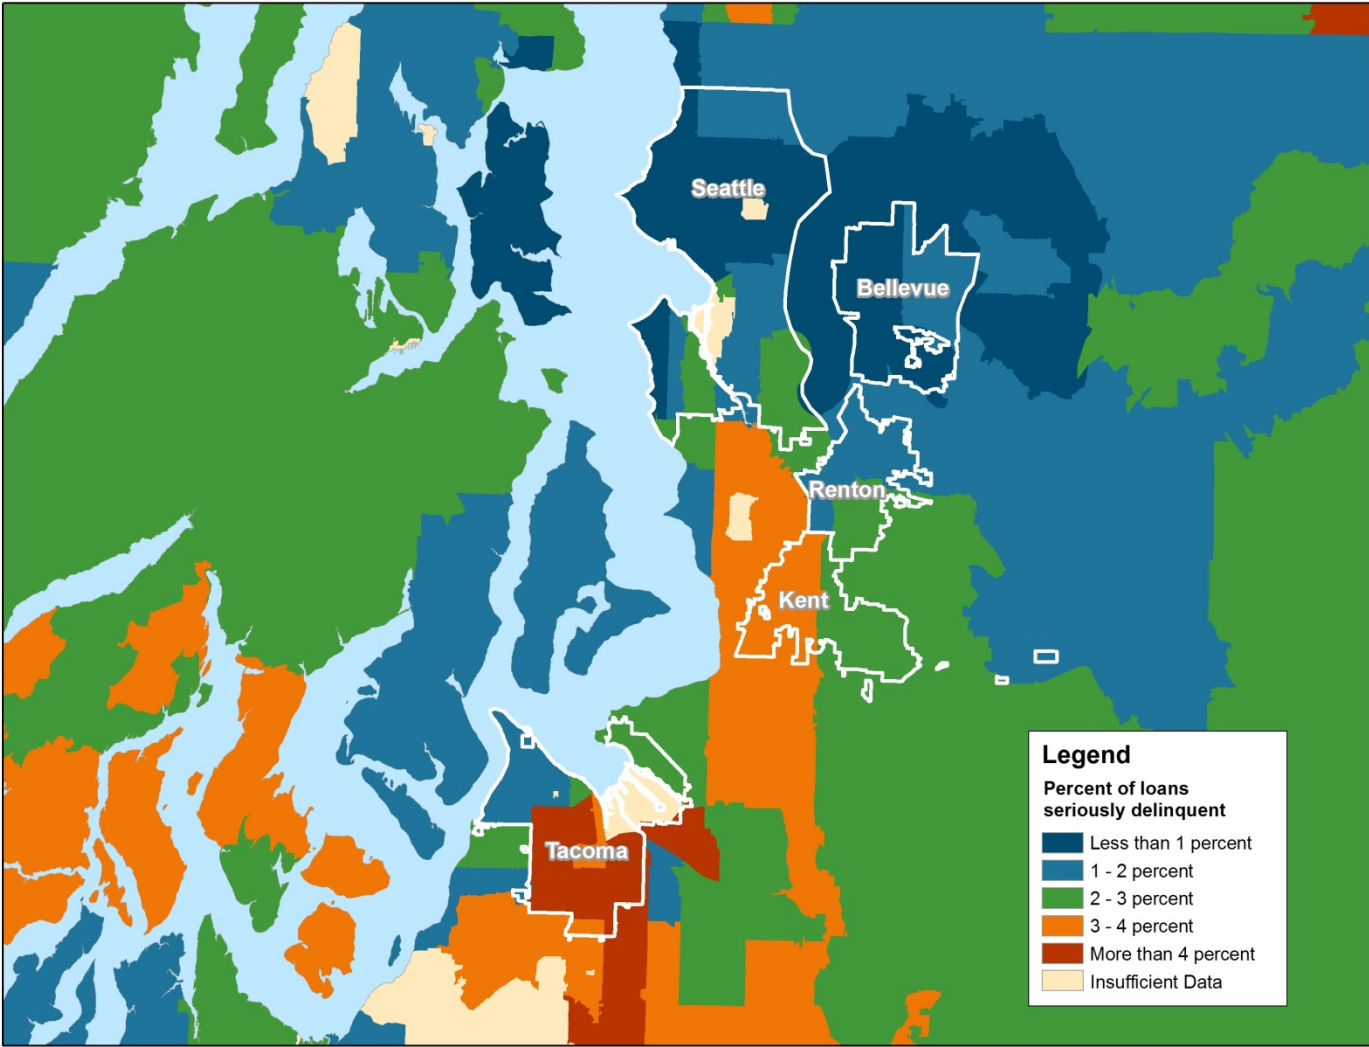 Seattle
Bellevue
Renton
Kent
Tacoma
Legend
Percent of loans
seriously delinquent
Less than 1 percent
1 - 2 percent
2 - 3 percent
3 - 4 percent
More than 4 percent
Insufficient Data